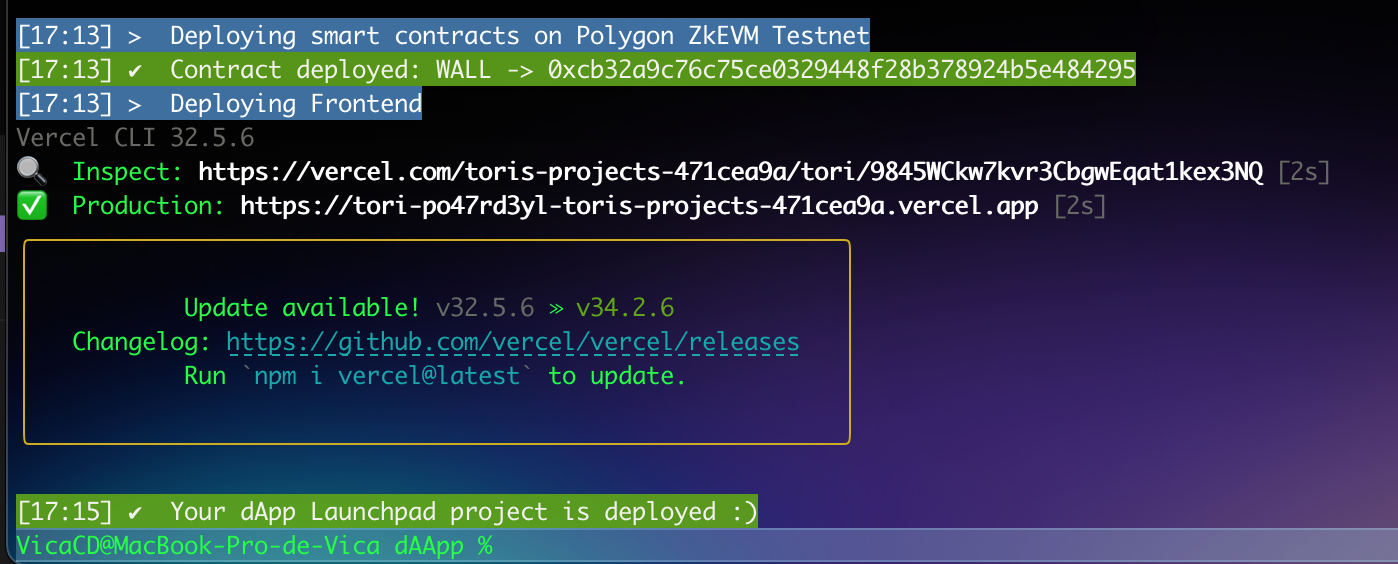 [17:13] >  Deploying smart contracts on Polygon ZkEVM Testnet
[17:13] ✔  Contract deployed: WALL -> 0xcb32a9c76c75ce0329448f28b378924b5e484295
[17:13] >  Deploying Frontend
Vercel CLI 32.5.6
🔍  Inspect: https://vercel.com/toris-projects-471cea9a/tori/9845WCkw7kvr3CbgwEqat1kex3NQ [2s]
✅  Production: https://tori-po47rd3yl-toris-projects-471cea9a.vercel.app [2s]
Update available! v32.5.6 ≫ v34.2.6
Changelog: https://github.com/vercel/vercel/releases
Run `npm i vercel@latest` to update.
[17:15] ✔  Your dApp Launchpad project is deployed :)
VicaCD@MacBook-Pro-de-Vica dAApp %